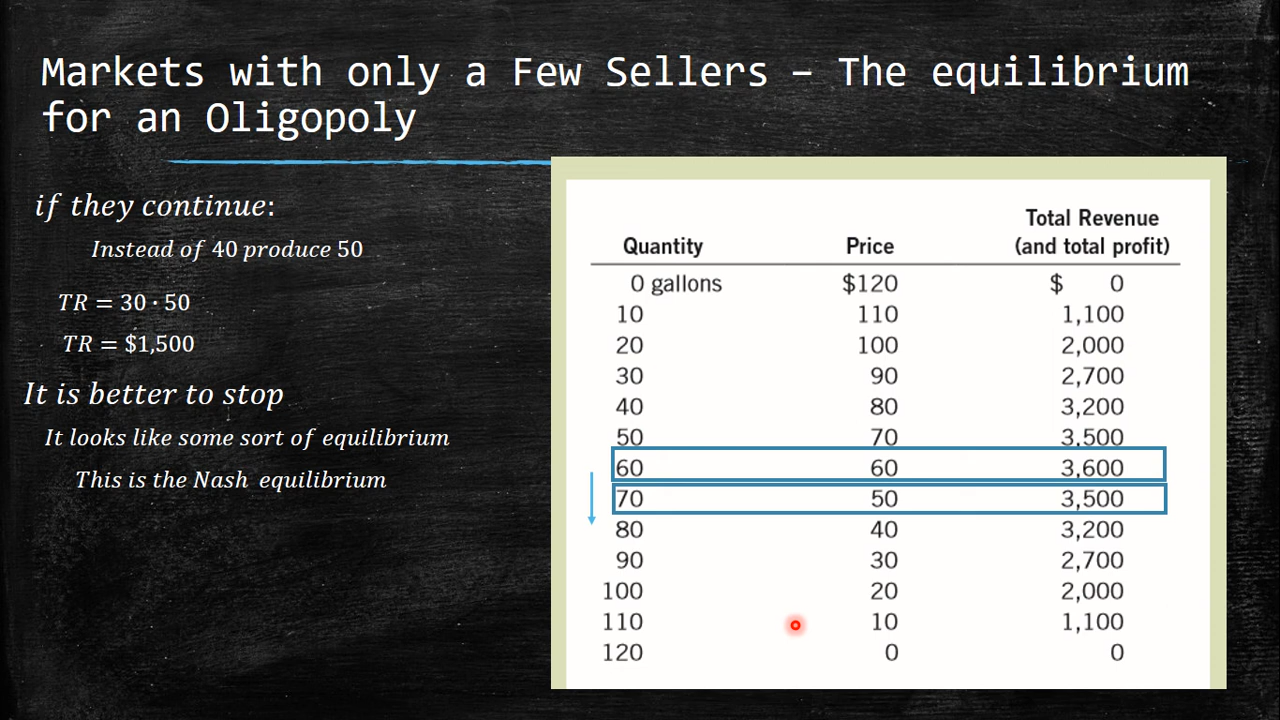 Markets with only a Few Sellers – The equilibrium
for an Oligopoly
if they continue:
Instead of 40 produce 50
TR = 30 · 50
TR = $1,500
It is better to stop
It looks like some sort of equilibrium
This is the Nash equilibrium
Total Revenue
Quantity Price (and total profit)
0 gallons $120 $ 0
10 110 1,100
20 100 2,000
30 90 2,700
40 80 3,200
50 70 3,500
60 60 3,600
70 50 3,500
80 40 3,200
90 30 2,700
100 20 2,000
110 10 1,100
120 0 0